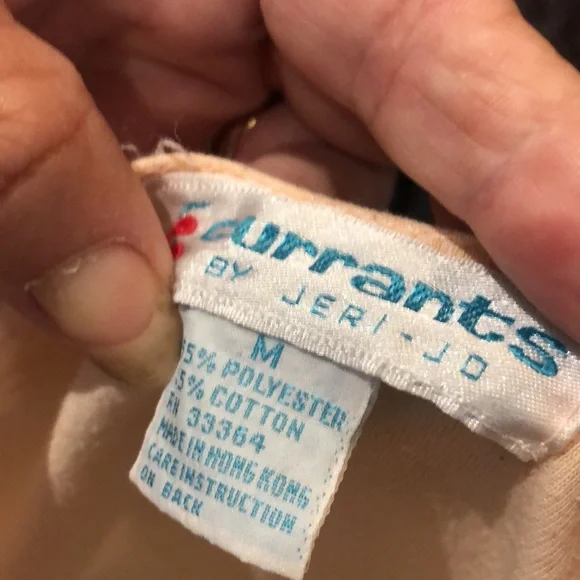 currants
BY JERI-JO
M
5% POLYESTER
5% COTTON
RN 33364
MADE IN HONG KONG
CARE INSTRUCTION
ON BACK